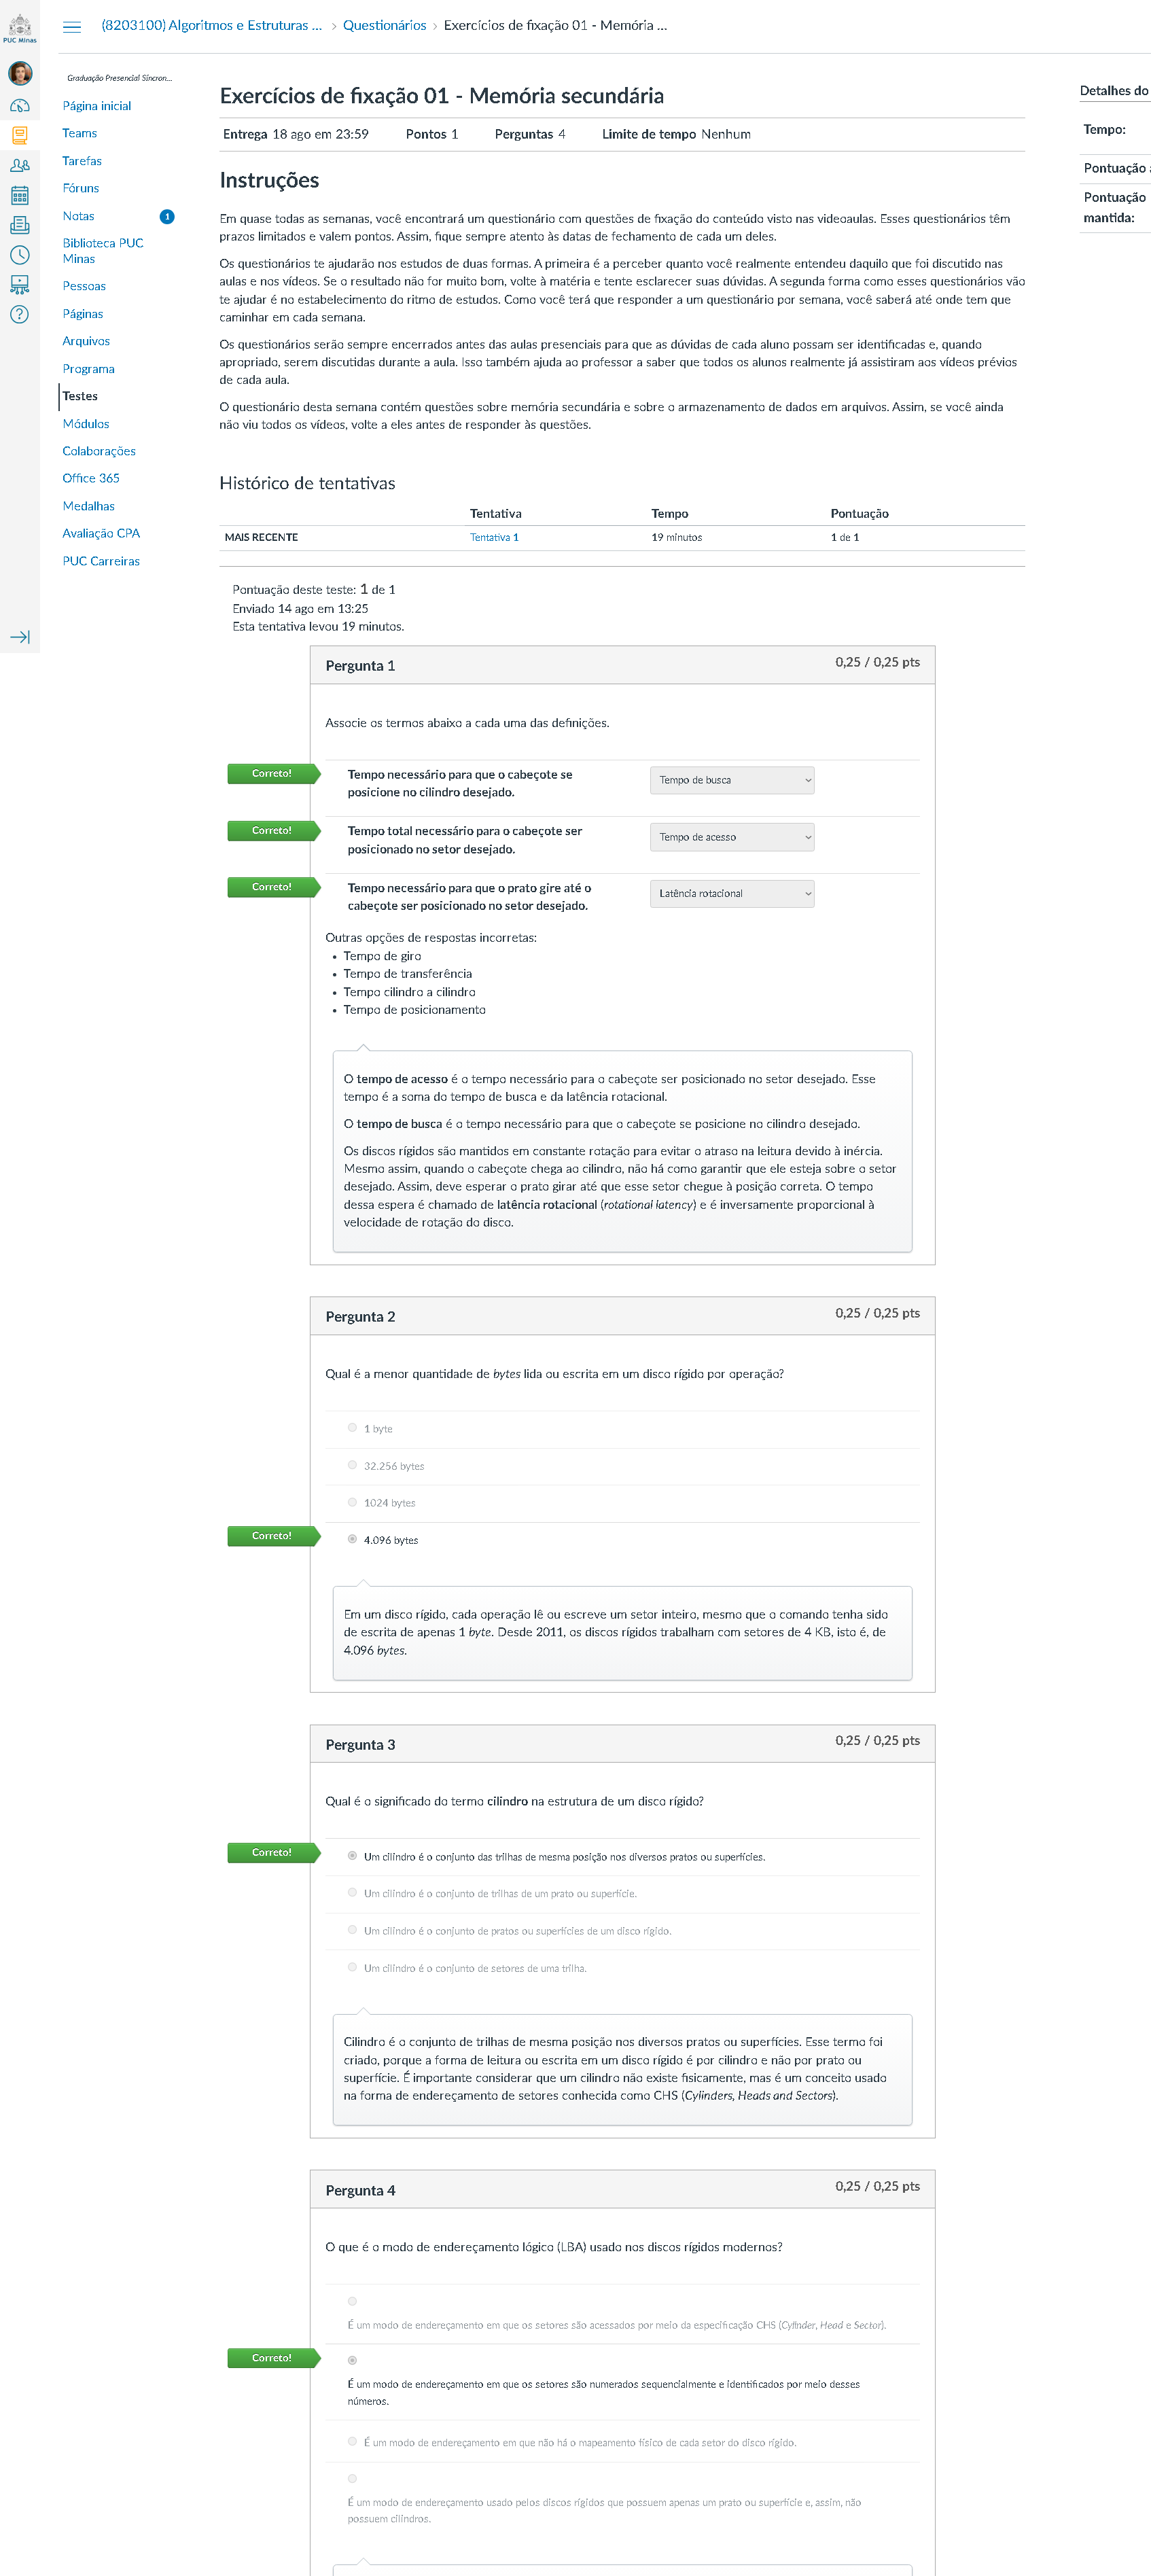 PUC Minas
(8203100) Algoritmos e Estruturas ... > Questionários > Exercícios de fixação 01 - Memória ...
Graduação Presencial Síncron...
Página inicial
Teams
Tarefas
Fóruns
Notas 1
Biblioteca PUC
Minas
Pessoas
Páginas
Arquivos
Programa
Testes
Módulos
Colaborações
Office 365
Medalhas
Avaliação CPA
PUC Carreiras
Exercícios de fixação 01 - Memória secundária
Entrega 18 ago em 23:59 Pontos 1 Perguntas 4 Limite de tempo Nenhum
Instruções
Em quase todas as semanas, você encontrará um questionário com questões de fixação do conteúdo visto nas videoaulas. Esses questionários têm
prazos limitados e valem pontos. Assim, fique sempre atento às datas de fechamento de cada um deles.
Os questionários te ajudarão nos estudos de duas formas. A primeira é a perceber quanto você realmente entendeu daquilo que foi discutido nas
aulas e nos vídeos. Se o resultado não for muito bom, volte à matéria e tente esclarecer suas dúvidas. A segunda forma como esses questionários vão
te ajudar é no estabelecimento do ritmo de estudos. Como você terá que responder a um questionário por semana, você saberá até onde tem que
caminhar em cada semana.
Os questionários serão sempre encerrados antes das aulas presenciais para que as dúvidas de cada aluno possam ser identificadas e, quando
apropriado, serem discutidas durante a aula. Isso também ajuda ao professor a saber que todos os alunos realmente já assistiram aos vídeos prévios
de cada aula.
O questionário desta semana contém questões sobre memória secundária e sobre o armazenamento de dados em arquivos. Assim, se você ainda
não viu todos os vídeos, volte a eles antes de responder às questões.
Histórico de tentativas
Tentativa Tempo Pontuação
MAIS RECENTE Tentativa 1 19 minutos 1 de 1
Pontuação deste teste: 1 de 1
Enviado 14 ago em 13:25
Esta tentativa levou 19 minutos.
Pergunta 1 0,25 / 0,25 pts
Associe os termos abaixo a cada uma das definições.
Correto! Tempo necessário para que o cabeçote se
posicione no cilindro desejado. Tempo de busca
Correto! Tempo total necessário para o cabeçote ser
posicionado no setor desejado. Tempo de acesso
Correto! Tempo necessário para que o prato gire até o
cabeçote ser posicionado no setor desejado. Latência rotacional
Outras opções de respostas incorretas:
• Tempo de giro
• Tempo de transferência
• Tempo cilindro a cilindro
• Tempo de posicionamento
O tempo de acesso é o tempo necessário para o cabeçote ser posicionado no setor desejado. Esse
tempo é a soma do tempo de busca e da latência rotacional.
O tempo de busca é o tempo necessário para que o cabeçote se posicione no cilindro desejado.
Os discos rígidos são mantidos em constante rotação para evitar o atraso na leitura devido à inércia.
Mesmo assim, quando o cabeçote chega ao cilindro, não há como garantir que ele esteja sobre o setor
desejado. Assim, deve esperar o prato girar até que esse setor chegue à posição correta. O tempo
dessa espera é chamado de latência rotacional (rotational latency) e é inversamente proporcional à
velocidade de rotação do disco.
Pergunta 2 0,25 / 0,25 pts
Qual é a menor quantidade de bytes lida ou escrita em um disco rígido por operação?
1 byte
32.256 bytes
1024 bytes
Correto! 4.096 bytes
Em um disco rígido, cada operação lê ou escreve um setor inteiro, mesmo que o comando tenha sido
de escrita de apenas 1 byte. Desde 2011, os discos rígidos trabalham com setores de 4 KB, isto é, de
4.096 bytes.
Pergunta 3 0,25 / 0,25 pts
Qual é o significado do termo cilindro na estrutura de um disco rígido?
Correto! Um cilindro é o conjunto das trilhas de mesma posição nos diversos pratos ou superfícies.
Um cilindro é o conjunto de trilhas de um prato ou superfície.
Um cilindro é o conjunto de pratos ou superfícies de um disco rígido.
Um cilindro é o conjunto de setores de uma trilha.
Cilindro é o conjunto de trilhas de mesma posição nos diversos pratos ou superfícies. Esse termo foi
criado, porque a forma de leitura ou escrita em um disco rígido é por cilindro e não por prato ou
superfície. É importante considerar que um cilindro não existe fisicamente, mas é um conceito usado
na forma de endereçamento de setores conhecida como CHS (Cylinders, Heads and Sectors).
Pergunta 4 0,25 / 0,25 pts
O que é o modo de endereçamento lógico (LBA) usado nos discos rígidos modernos?
É um modo de endereçamento em que os setores são acessados por meio da especificação CHS (Cylinder, Head e Sector).
Correto!
É um modo de endereçamento em que os setores são numerados sequencialmente e identificados por meio desses
números.
É um modo de endereçamento em que não há o mapeamento físico de cada setor do disco rígido.
É um modo de endereçamento usado pelos discos rígidos que possuem apenas um prato ou superfície e, assim, não
possuem cilindros.
Detalhes do
Tempo:
Pontuação a
Pontuação
mantida: